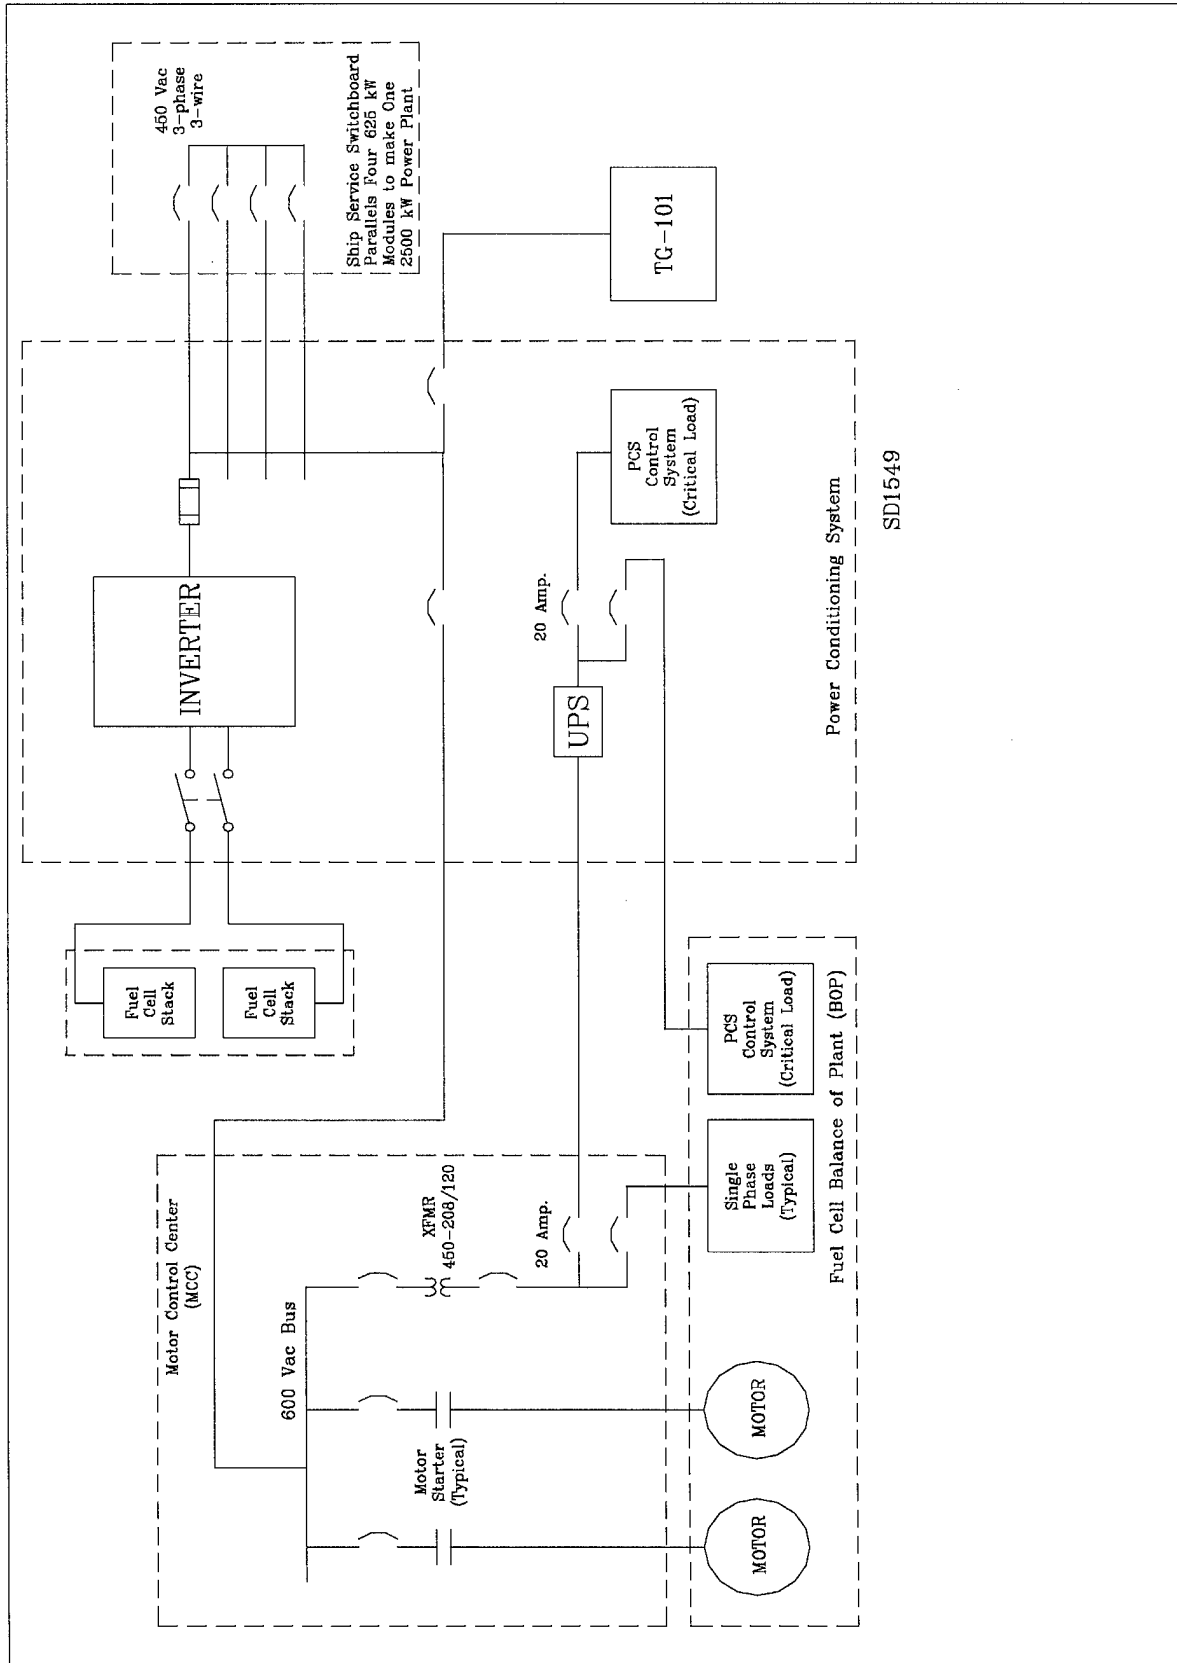 450 Vac
3-phase
3-wire
Ship Service Switchboard
Parallels Four 625 kW
Modules to make One
2500 kW Power Plant
TG-101
INVERTER
PCS
Control
System
(Critical Load)
20 Amp.
UPS
Power Conditioning System
SD1549
Fuel
Cell
Stack
Fuel
Cell
Stack
Motor Control Center
(MCC)
600 Vac Bus
XFMR
450-208/120
20 Amp.
Motor
Starter
(Typical)
PCS
Control
System
(Critical Load)
Single
Phase
Loads
(Typical)
MOTOR
MOTOR
Fuel Cell Balance of Plant (BOP)